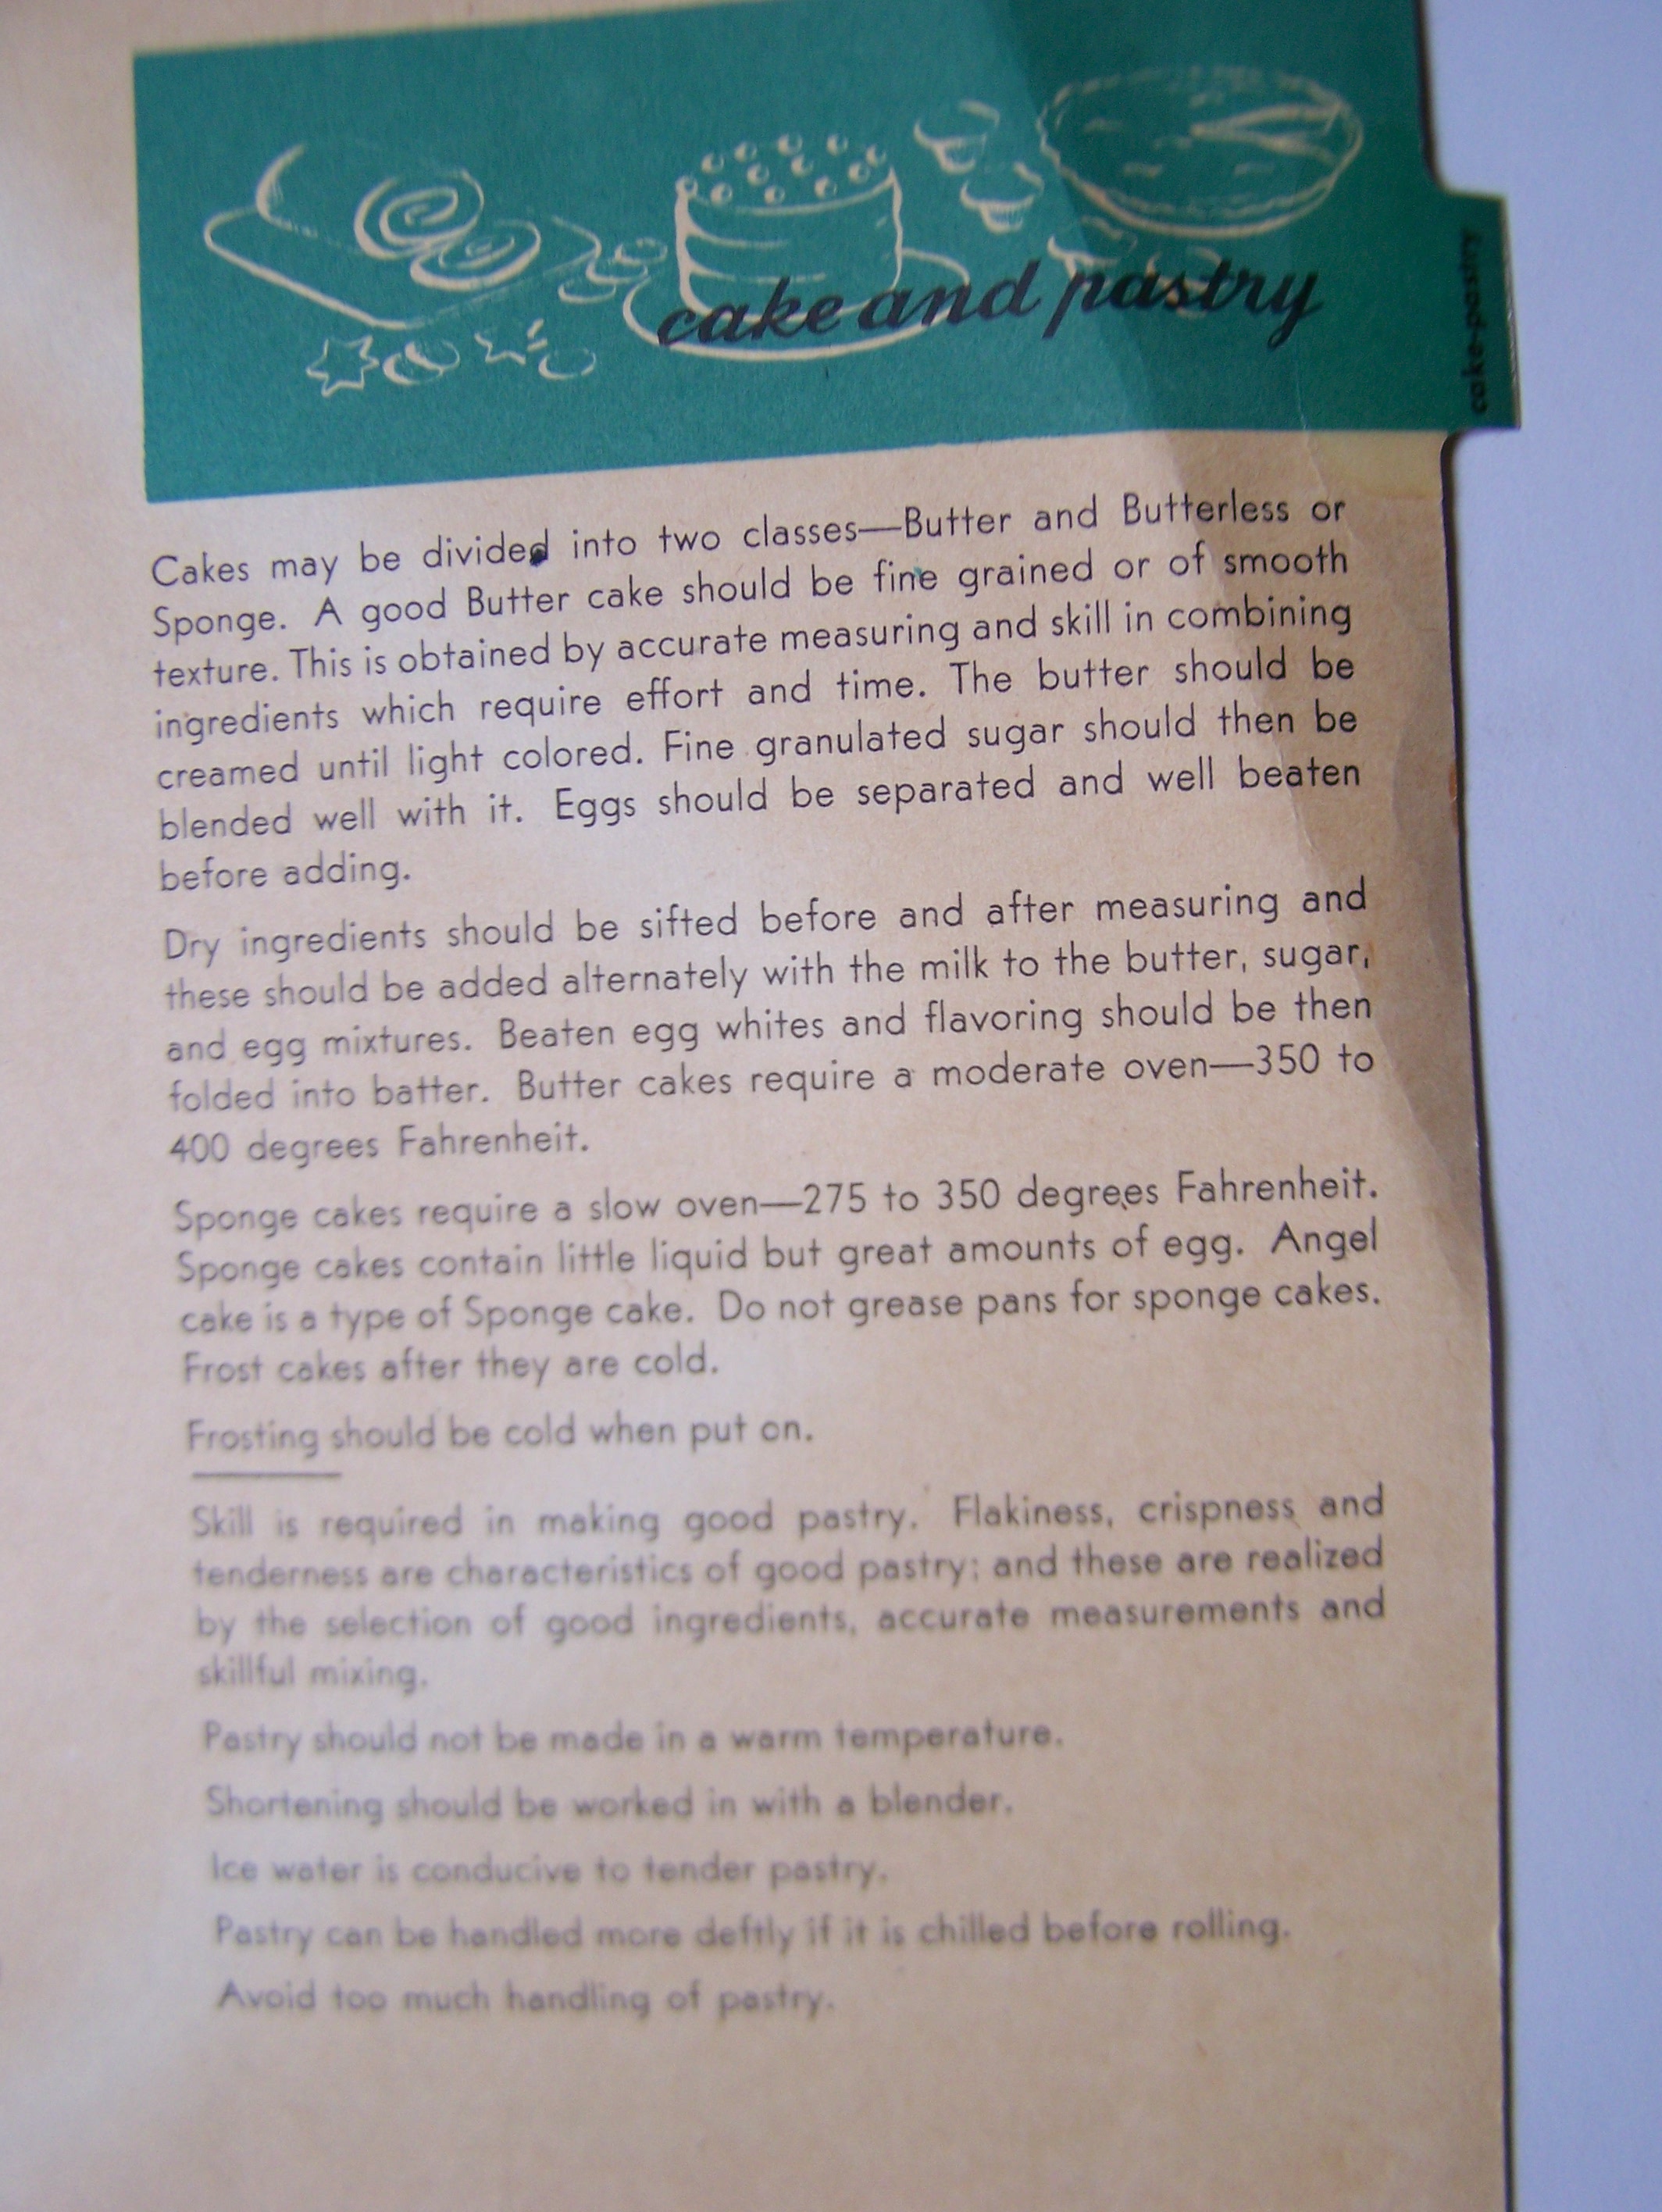 cake and pastry
cake-pastry
Cakes may be divided into two classes—Butter and Butterless or
Sponge. A good Butter cake should be fine grained or of smooth
texture. This is obtained by accurate measuring and skill in combining
ingredients which require effort and time. The butter should be
creamed until light colored. Fine granulated sugar should then be
blended well with it. Eggs should be separated and well beaten
before adding.
Dry ingredients should be sifted before and after measuring and
these should be added alternately with the milk to the butter, sugar,
and egg mixtures. Beaten egg whites and flavoring should be then
folded into batter. Butter cakes require a moderate oven—350 to
400 degrees Fahrenheit.
Sponge cakes require a slow oven—275 to 350 degrees Fahrenheit.
Sponge cakes contain little liquid but great amounts of egg. Angel
cake is a type of Sponge cake. Do not grease pans for sponge cakes.
Frost cakes after they are cold.
Frosting should be cold when put on.
Skill is required in making good pastry. Flakiness, crispness and
tenderness are characteristics of good pastry; and these are realized
by the selection of good ingredients, accurate measurements and
skillful mixing.
Pastry should not be made in a warm temperature.
Shortening should be worked in with a blender.
Ice water is conducive to tender pastry.
Pastry can be handled more deftly if it is chilled before rolling.
Avoid too much handling of pastry.